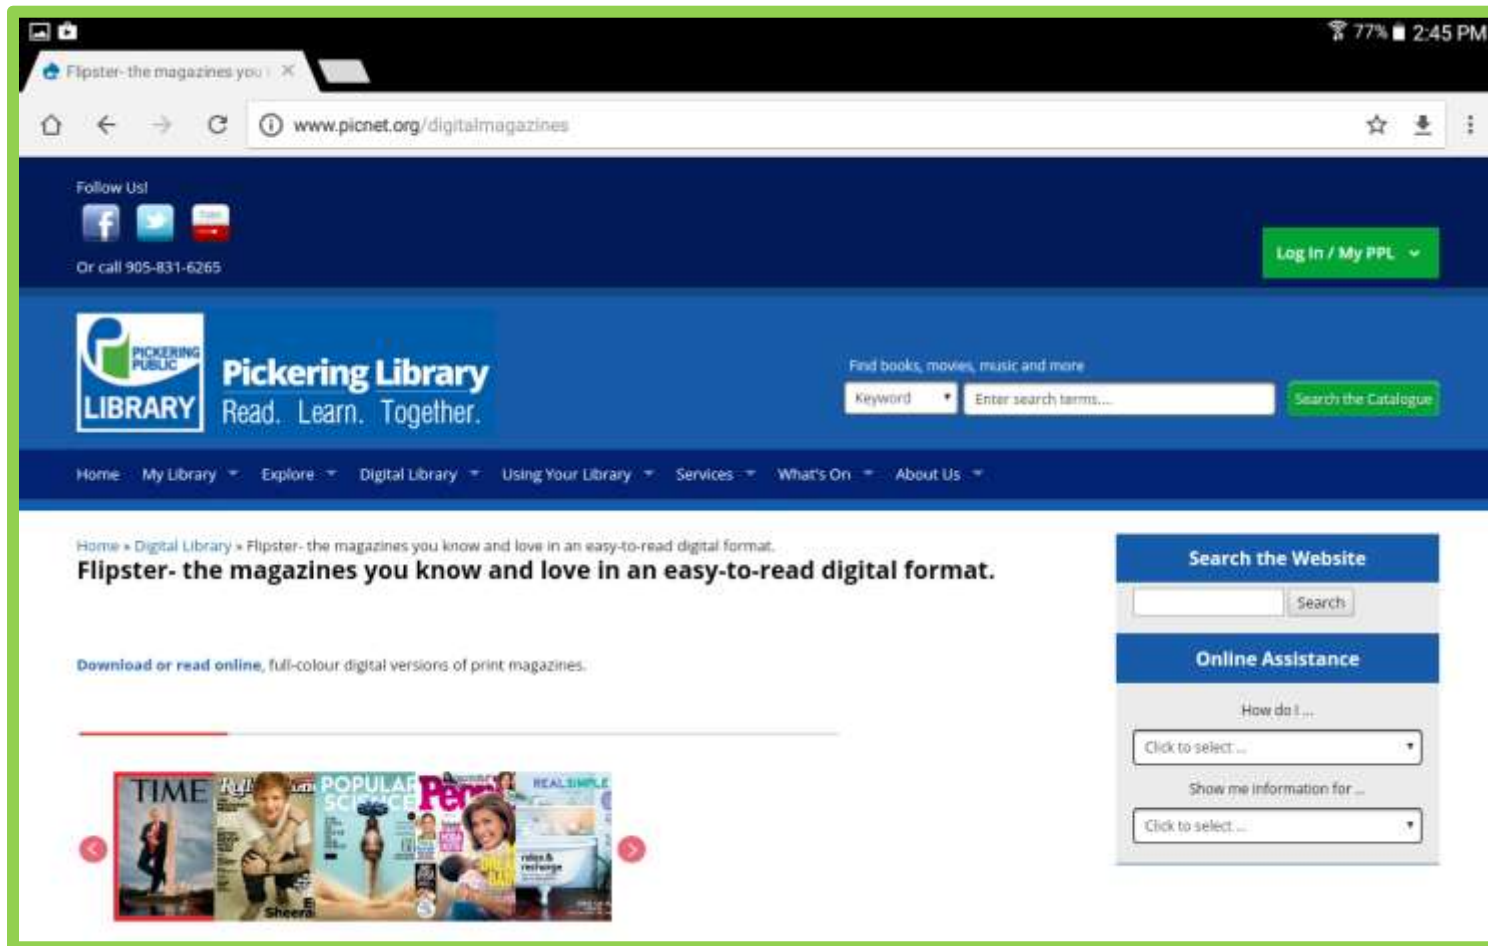 77% 2:45 PM
Flipster- the magazines you
www.picnet.org/digitalmagazines
Follow Us!
Or call 905-831-6265
Log In / My PPL
PICKERING
PUBLIC
LIBRARY
Pickering Library
Read. Learn. Together.
Find books, movies, music and more
Keyword Enter search terms.... Search the Catalogue
Home My Library Explore Digital Library Using Your Library Services What's On About Us
Home » Digital Library » Flipster- the magazines you know and love in an easy-to-read digital format.
Flipster- the magazines you know and love in an easy-to-read digital format.
Download or read online, full-colour digital versions of print magazines.
Search the Website
Search
Online Assistance
How do I ...
Click to select ...
Show me information for ...
Click to select ...
TIME
POPULAR
SCIENCE
REAL SIMPLE
relax &
recharge